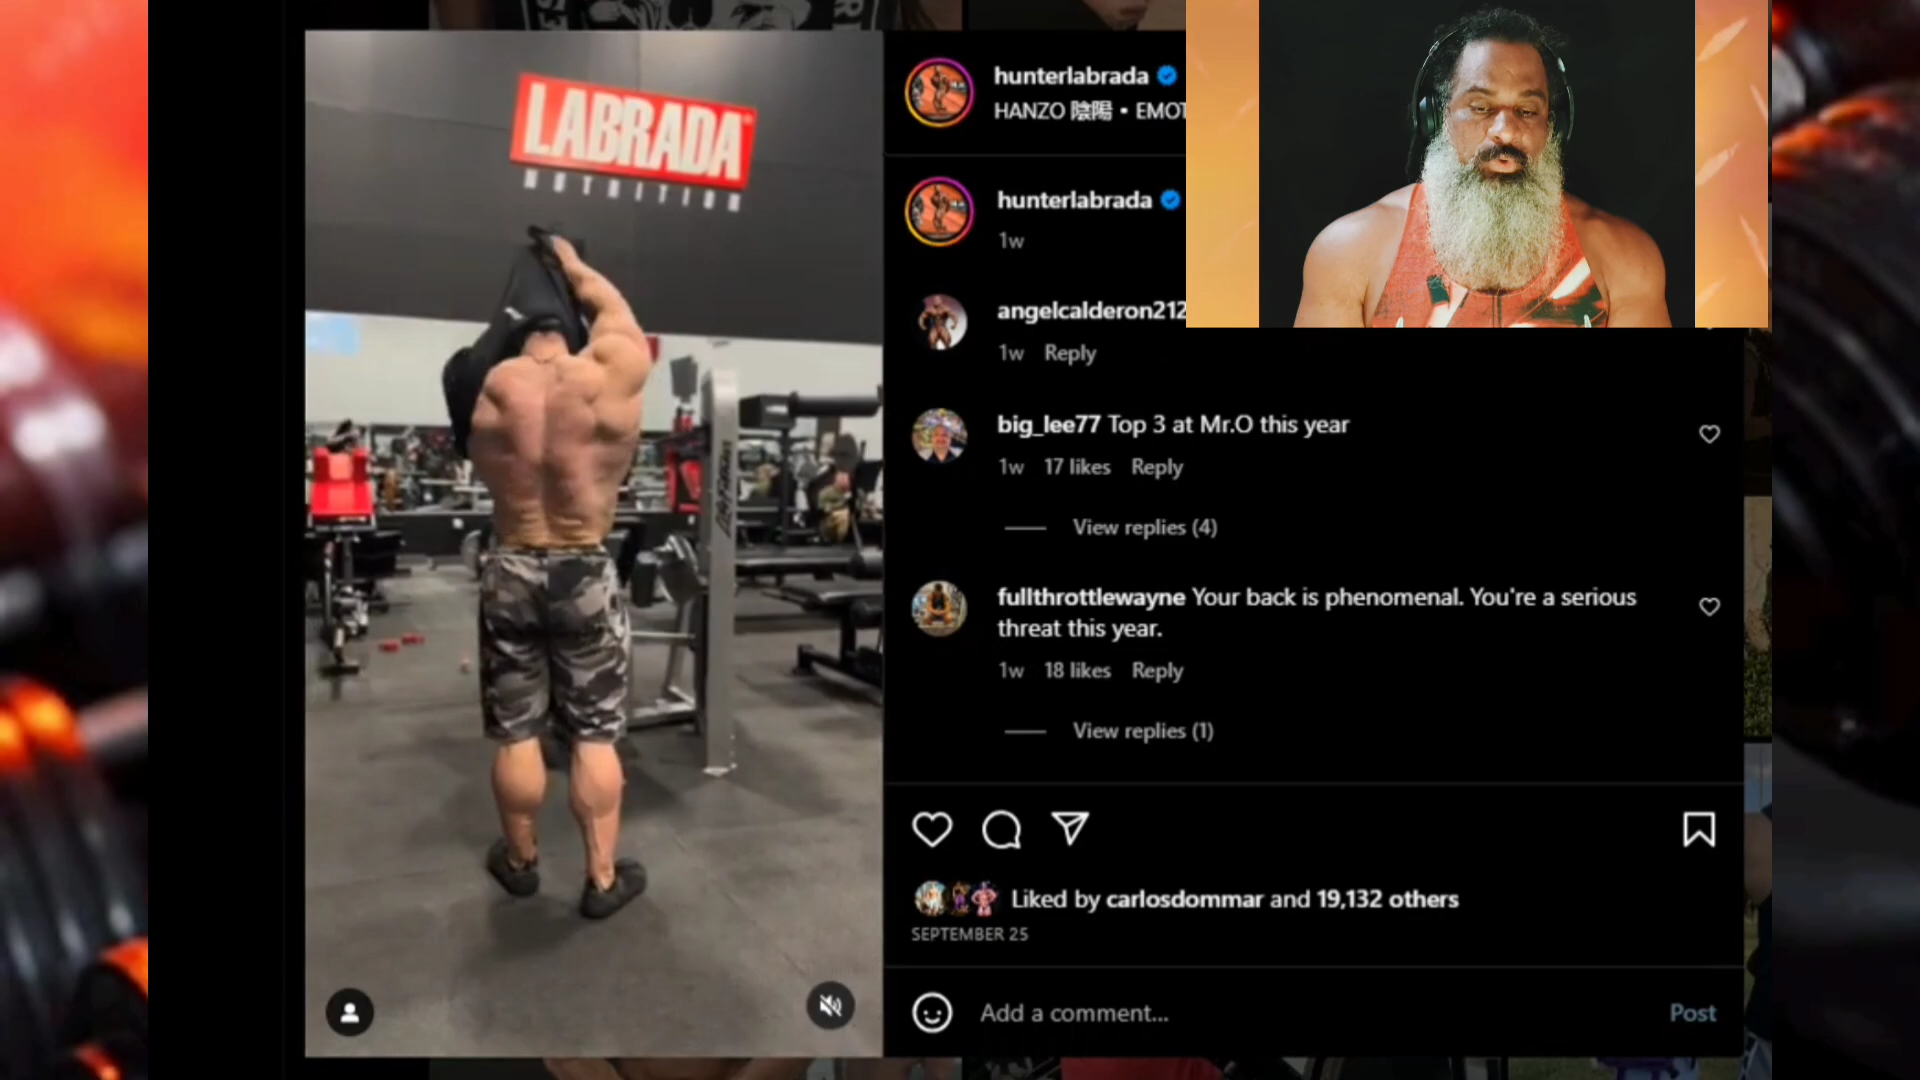 LABRADA
NUTRITION
hunterlabrada
HANZO 陰陽 • EMOT
hunterlabrada
1w
angelcalderon212
1w Reply
big_lee77 Top 3 at Mr.O this year
1w 17 likes Reply
View replies (4)
fullthrottlewayne Your back is phenomenal. You're a serious
threat this year.
1w 18 likes Reply
View replies (1)
Liked by carlosdommar and 19,132 others
SEPTEMBER 25
Add a comment...
Post